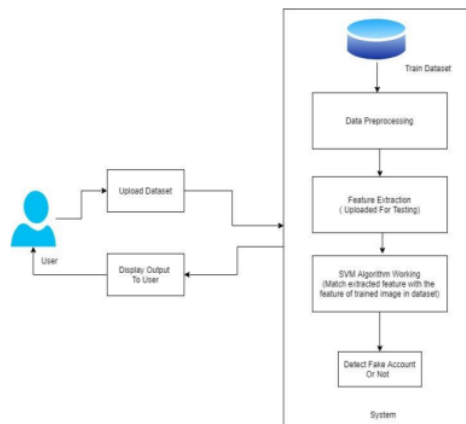 Train Dataset
Data Preprocessing
Upload Dataset
Feature Extraction
( Uploaded For Testing)
User
Display Output
To User
SVM Algorithm Working
(Match extracted feature with the
feature of trained image in dataset)
Detect Fake Account
Or Not
System